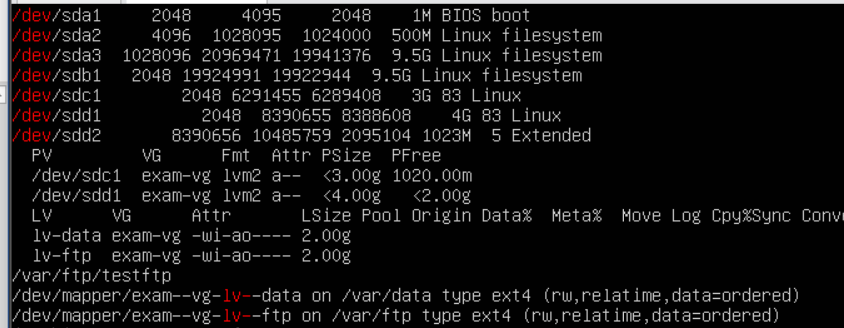 /dev/sda1 2048 4095 2048 1M BIOS boot
/dev/sda2 4096 1028095 1024000 500M Linux filesystem
/dev/sda3 1028096 20969471 19941376 9.5G Linux filesystem
/dev/sdb1 2048 19924991 19922944 9.5G Linux filesystem
/dev/sdc1 2048 6291455 6289408 3G 83 Linux
/dev/sdd1 2048 8390655 8388608 4G 83 Linux
/dev/sdd2 8390656 10485759 2095104 1023M 5 Extended
PV VG Fmt Attr PSize PFree
/dev/sdc1 exam-vg lvm2 a-- <3.00g 1020.00m
/dev/sdd1 exam-vg lvm2 a-- <4.00g <2.00g
LV VG Attr LSize Pool Origin Data% Meta% Move Log Cpy%Sync Conve
lv-data exam-vg -wi-ao---- 2.00g
lv-ftp exam-vg -wi-ao---- 2.00g
/var/ftp/testftp
/dev/mapper/exam--vg-lv--data on /var/data type ext4 (rw,relatime,data=ordered)
/dev/mapper/exam--vg-lv--ftp on /var/ftp type ext4 (rw,relatime,data=ordered)